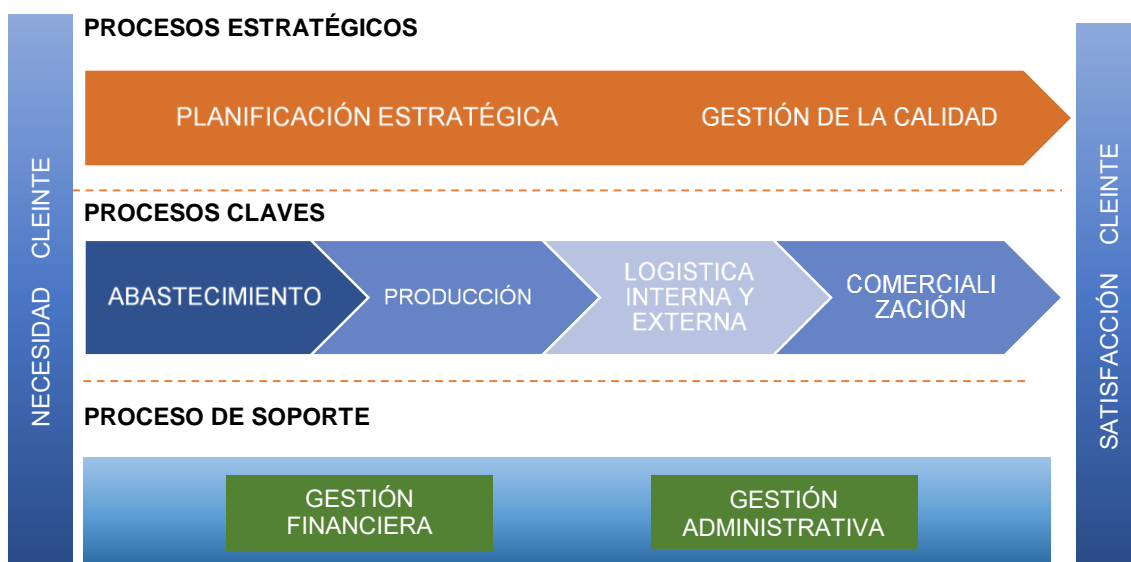 PROCESOS ESTRATÉGICOS
PLANIFICACIÓN ESTRATÉGICA
GESTIÓN DE LA CALIDAD
NECESIDAD CLEINTE
PROCESOS CLAVES
ABASTECIMIENTO
PRODUCCIÓN
LOGISTICA
INTERNA Y
EXTERNA
COMERCIALI
ZACIÓN
PROCESO DE SOPORTE
GESTIÓN
FINANCIERA
GESTIÓN
ADMINISTRATIVA
SATISFACCIÓN CLEINTE